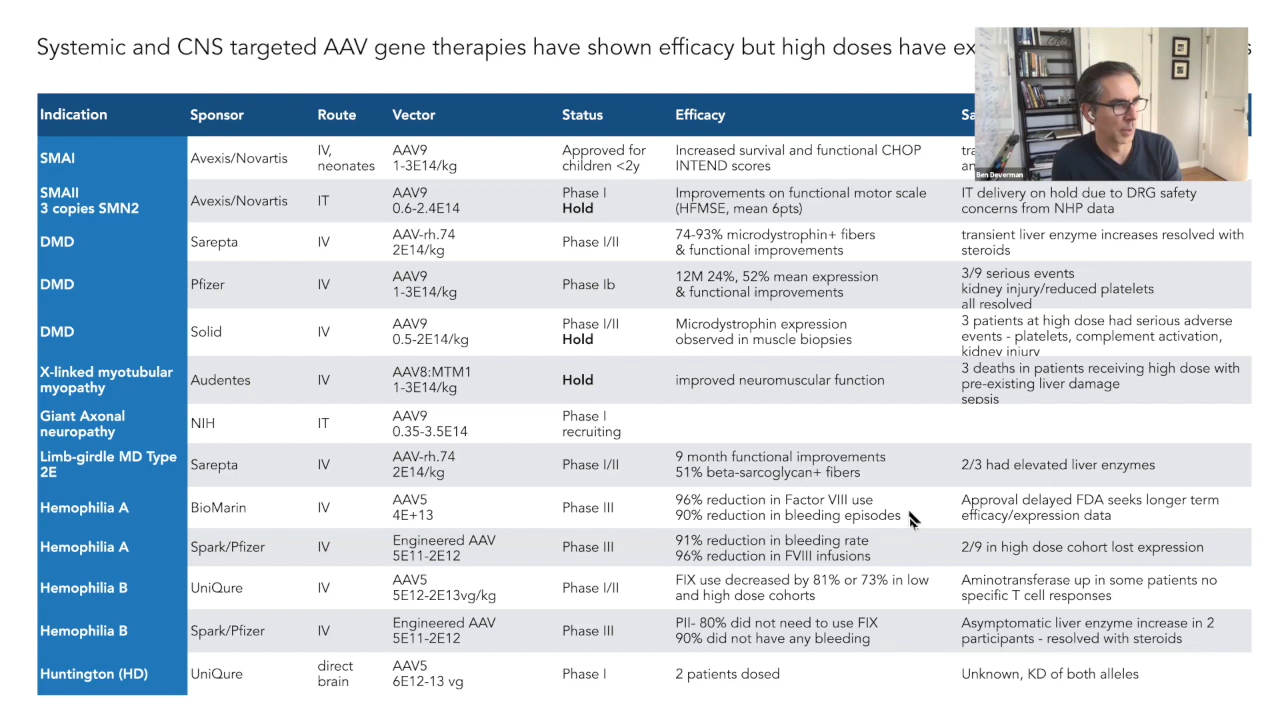 Systemic and CNS targeted AAV gene therapies have shown efficacy but high doses have
Indication Sponsor Route Vector Status Efficacy
SMAI Avexis/Novartis IV, neonates AAV9 1-3E14/kg Approved for children <2y Increased survival and functional CHOP INTEND scores
Ben Deverman
SMAII 3 copies SMN2 Avexis/Novartis IT AAV9 0.6-2.4E14 Phase I Hold Improvements on functional motor scale (HFMSE, mean 6pts) IT delivery on hold due to DRG safety concerns from NHP data
DMD Sarepta IV AAV-rh.74 2E14/kg Phase I/II 74-93% microdystrophin+ fibers & functional improvements transient liver enzyme increases resolved with steroids
DMD Pfizer IV AAV9 1-3E14/kg Phase Ib 12M 24%, 52% mean expression & functional improvements 3/9 serious events kidney injury/reduced platelets all resolved
DMD Solid IV AAV9 0.5-2E14/kg Phase I/II Hold Microdystrophin expression observed in muscle biopsies 3 patients at high dose had serious adverse events - platelets, complement activation, kidney injury
X-linked myotubular myopathy Audentes IV AAV8:MTM1 1-3E14/kg Hold improved neuromuscular function 3 deaths in patients receiving high dose with pre-existing liver damage sepsis
Giant Axonal neuropathy NIH IT AAV9 0.35-3.5E14 Phase I recruiting
Limb-girdle MD Type 2E Sarepta IV AAV-rh.74 2E14/kg Phase I/II 9 month functional improvements 51% beta-sarcoglycan+ fibers 2/3 had elevated liver enzymes
Hemophilia A BioMarin IV AAV5 4E+13 Phase III 96% reduction in Factor VIII use 90% reduction in bleeding episodes Approval delayed FDA seeks longer term efficacy/expression data
Hemophilia A Spark/Pfizer IV Engineered AAV 5E11-2E12 Phase III 91% reduction in bleeding rate 96% reduction in FVIII infusions 2/9 in high dose cohort lost expression
Hemophilia B UniQure IV AAV5 5E12-2E13vg/kg Phase I/II FIX use decreased by 81% or 73% in low and high dose cohorts Aminotransferase up in some patients no specific T cell responses
Hemophilia B Spark/Pfizer IV Engineered AAV 5E11-2E12 Phase III PII- 80% did not need to use FIX 90% did not have any bleeding Asymptomatic liver enzyme increase in 2 participants - resolved with steroids
Huntington (HD) UniQure direct brain AAV5 6E12-13 vg Phase I 2 patients dosed Unknown, KD of both alleles